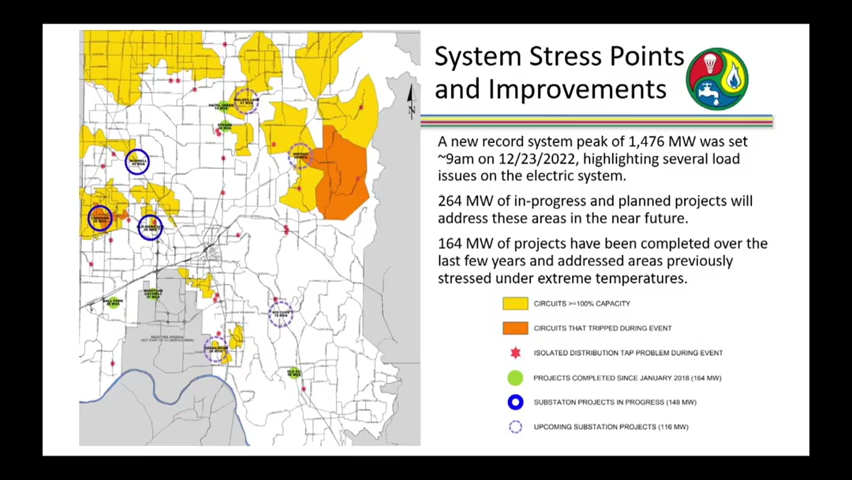 System Stress Points
and Improvements
A new record system peak of 1,476 MW was set
~9am on 12/23/2022, highlighting several load
issues on the electric system.
264 MW of in-progress and planned projects will
address these areas in the near future.
164 MW of projects have been completed over the
last few years and addressed areas previously
stressed under extreme temperatures.
CIRCUITS >=100% CAPACITY
CIRCUITS THAT TRIPPED DURING EVENT
ISOLATED DISTRIBUTION TAP PROBLEM DURING EVENT
PROJECTS COMPLETED SINCE JANUARY 2018 (164 MW)
SUBSTATON PROJECTS IN PROGRESS (148 MW)
UPCOMING SUBSTATION PROJECTS (116 MW)
N